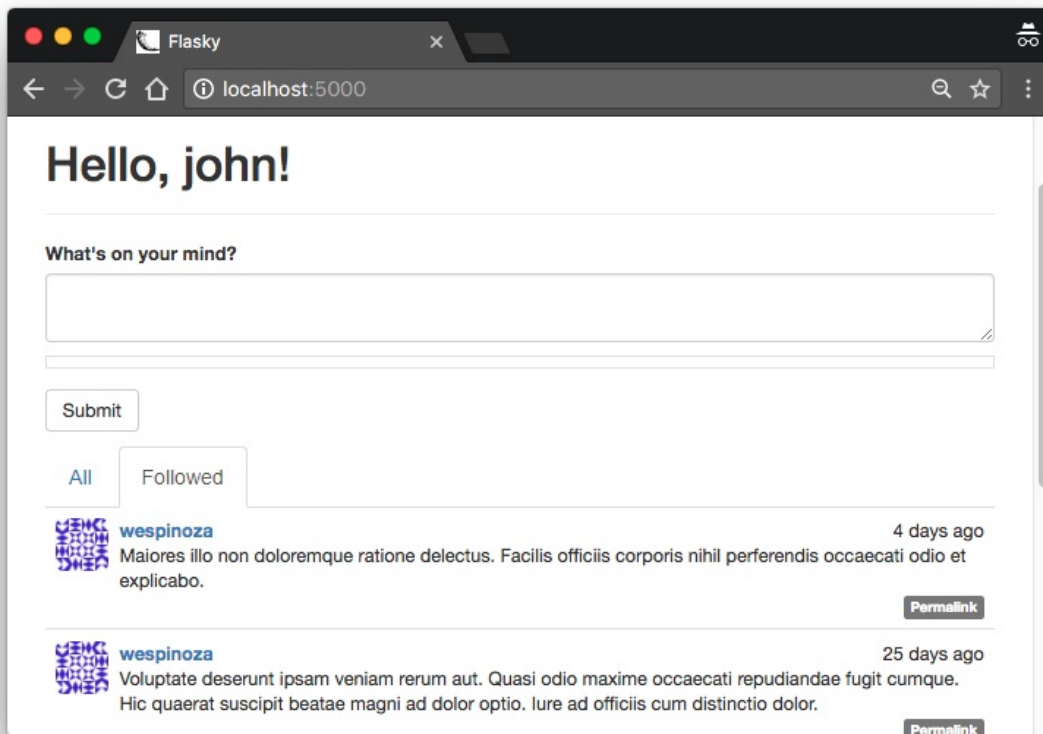 Flasky
localhost:5000
Hello, john!
What's on your mind?
Submit
All Followed
wespinoza 4 days ago
Maiores illo non doloremque ratione delectus. Facilis officiis corporis nihil perferendis occaecati odio et
explicabo.
Permalink
wespinoza 25 days ago
Voluptate deserunt ipsam veniam rerum aut. Quasi odio maxime occaecati repudiandae fugit cumque.
Hic quaerat suscipit beatae magni ad dolor optio. Iure ad officiis cum distinctio dolor.
Permalink